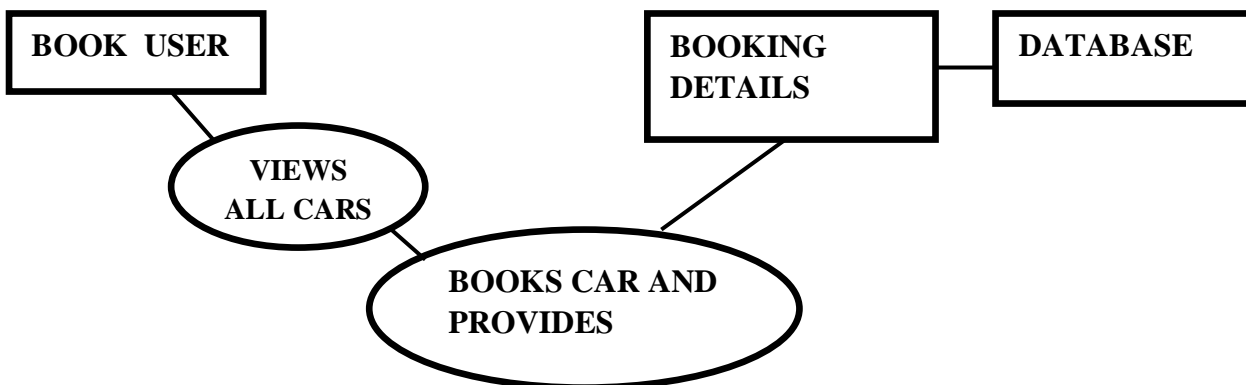 BOOK USER
VIEWS
ALL CARS
BOOKS CAR AND
PROVIDES
BOOKING
DETAILS
DATABASE